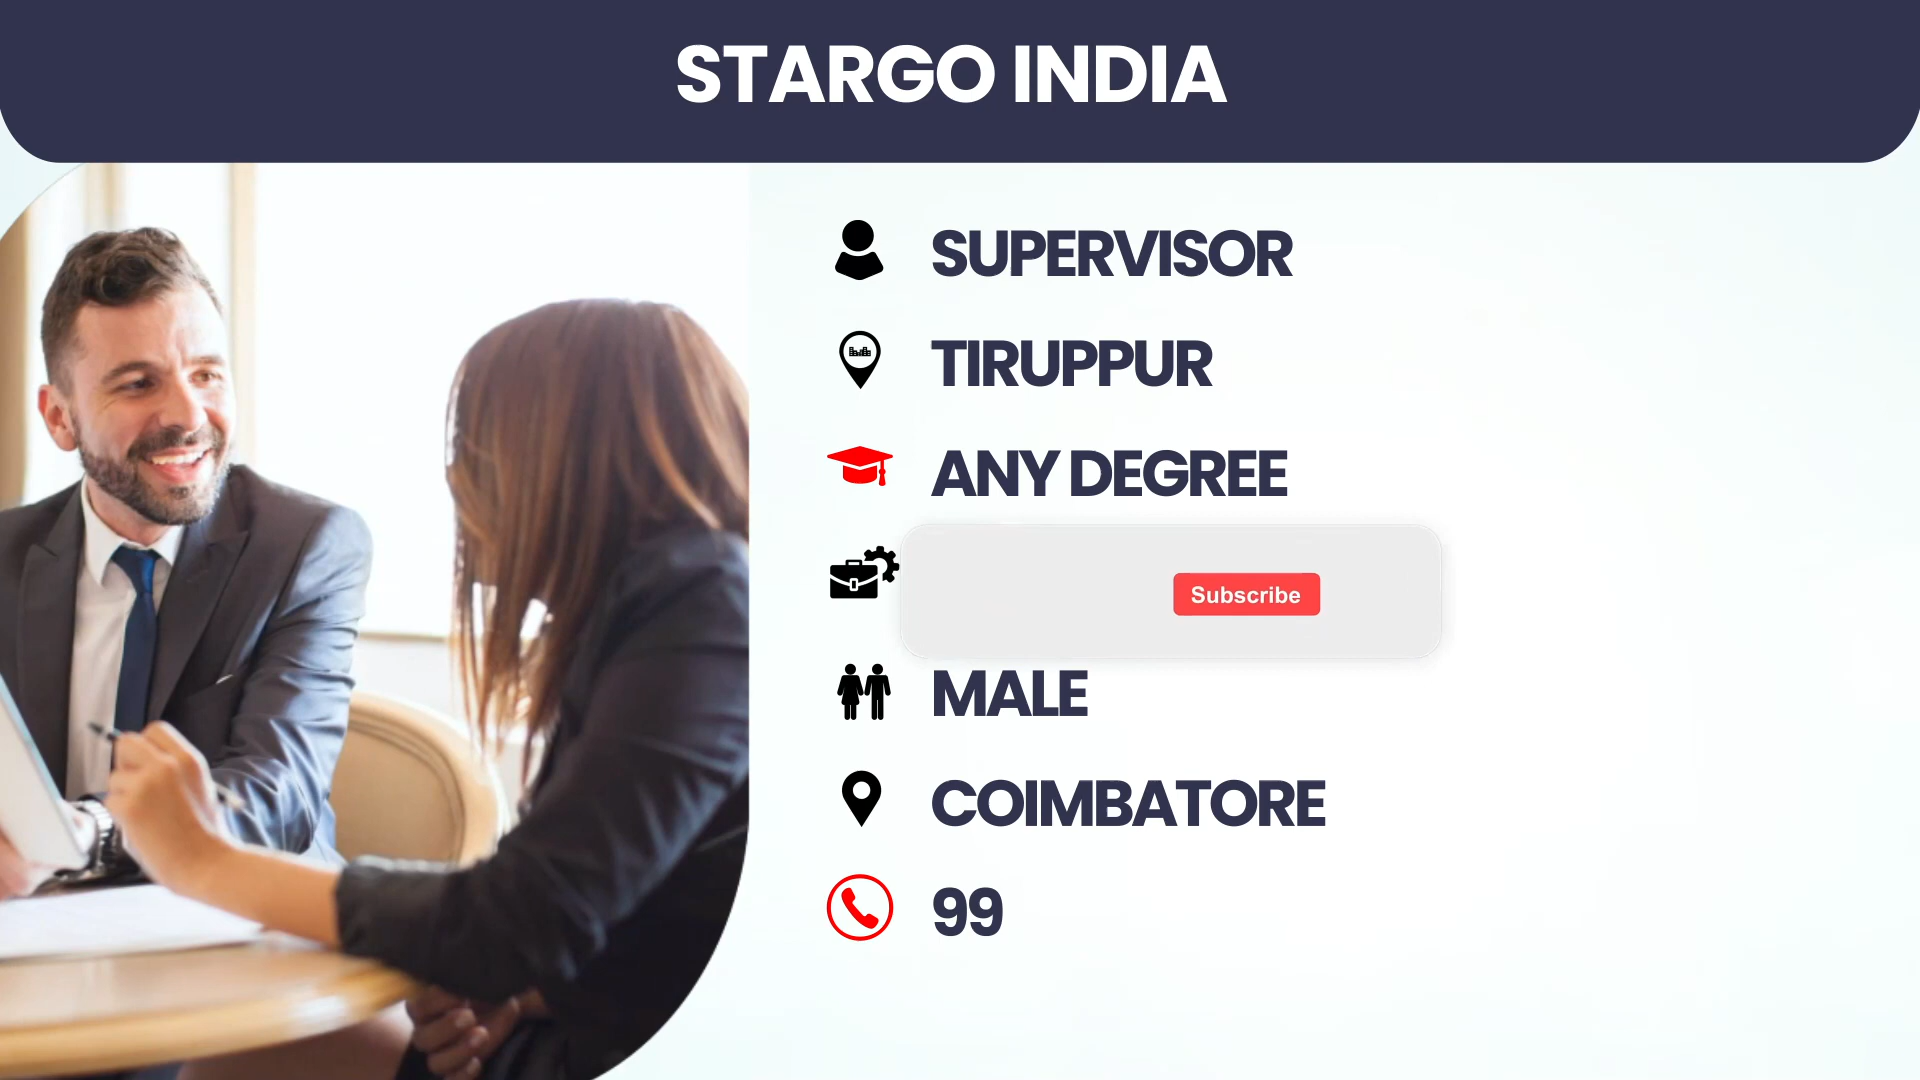 STARGO INDIA
SUPERVISOR
TIRUPPUR
ANY DEGREE
Subscribe
MALE
COIMBATORE
99